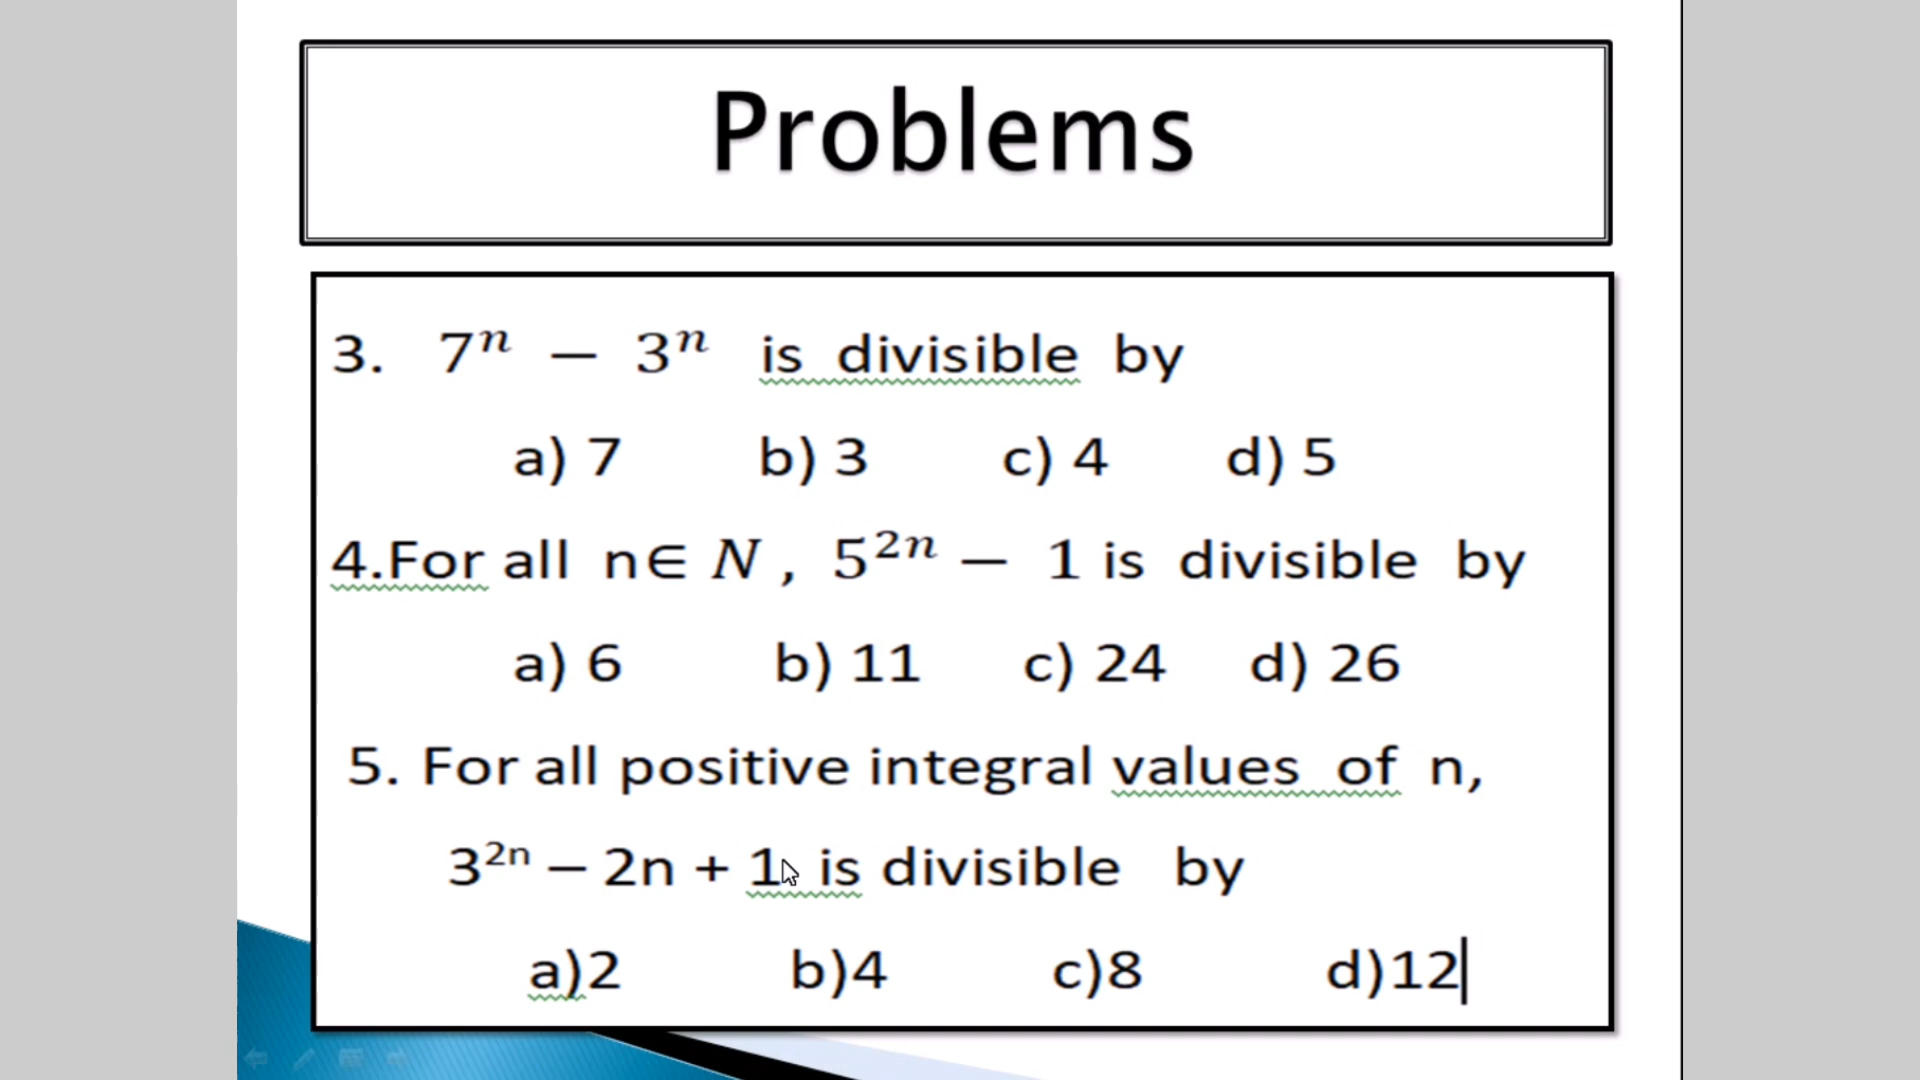 Problems
3. 7ⁿ − 3ⁿ is divisible by
a) 7 b) 3 c) 4 d) 5
4.For all n∈ N , 5²ⁿ − 1 is divisible by
a) 6 b) 11 c) 24 d) 26
5. For all positive integral values of n,
3²ⁿ – 2n + 1 is divisible by
a)2 b)4 c)8 d)12